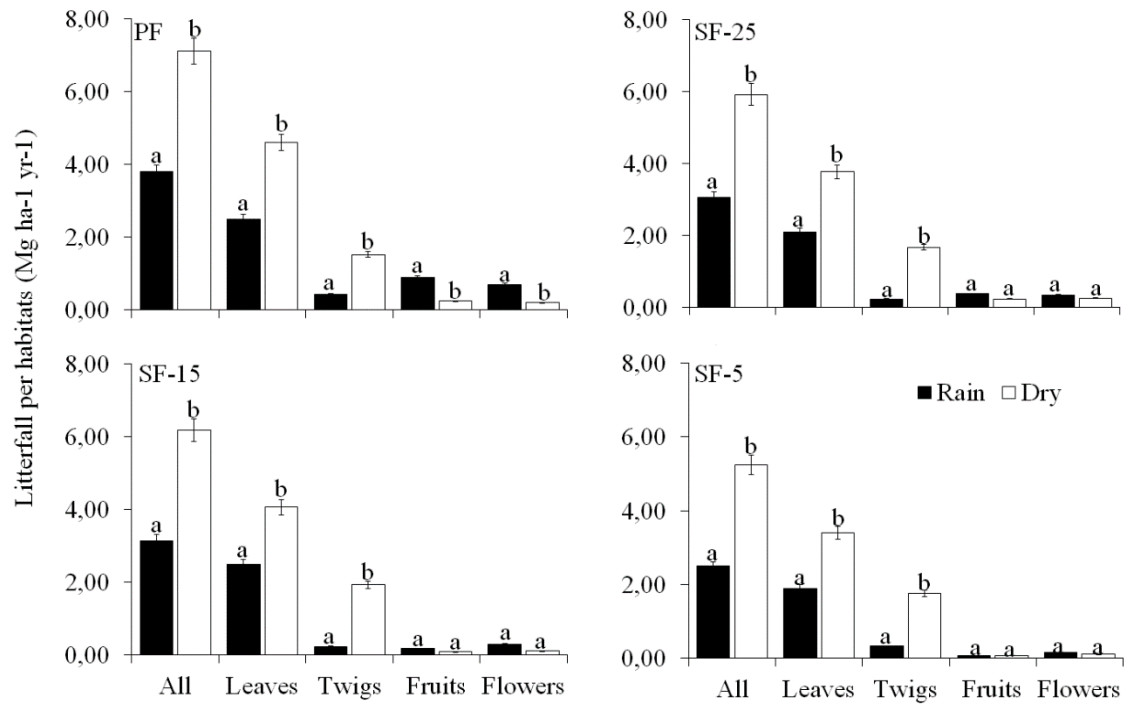 Litterfall per habitats (Mg ha-1 yr-1)
PF
8,00
6,00
4,00
2,00
0,00
a b a b a b a b a b
SF-25
8,00
6,00
4,00
2,00
0,00
a b a b a b a a a a
SF-15
8,00
6,00
4,00
2,00
0,00
a b a b a b a a a a
All Leaves Twigs Fruits Flowers
SF-5
Rain Dry
8,00
6,00
4,00
2,00
0,00
a b a b a b a a a a
All Leaves Twigs Fruits Flowers